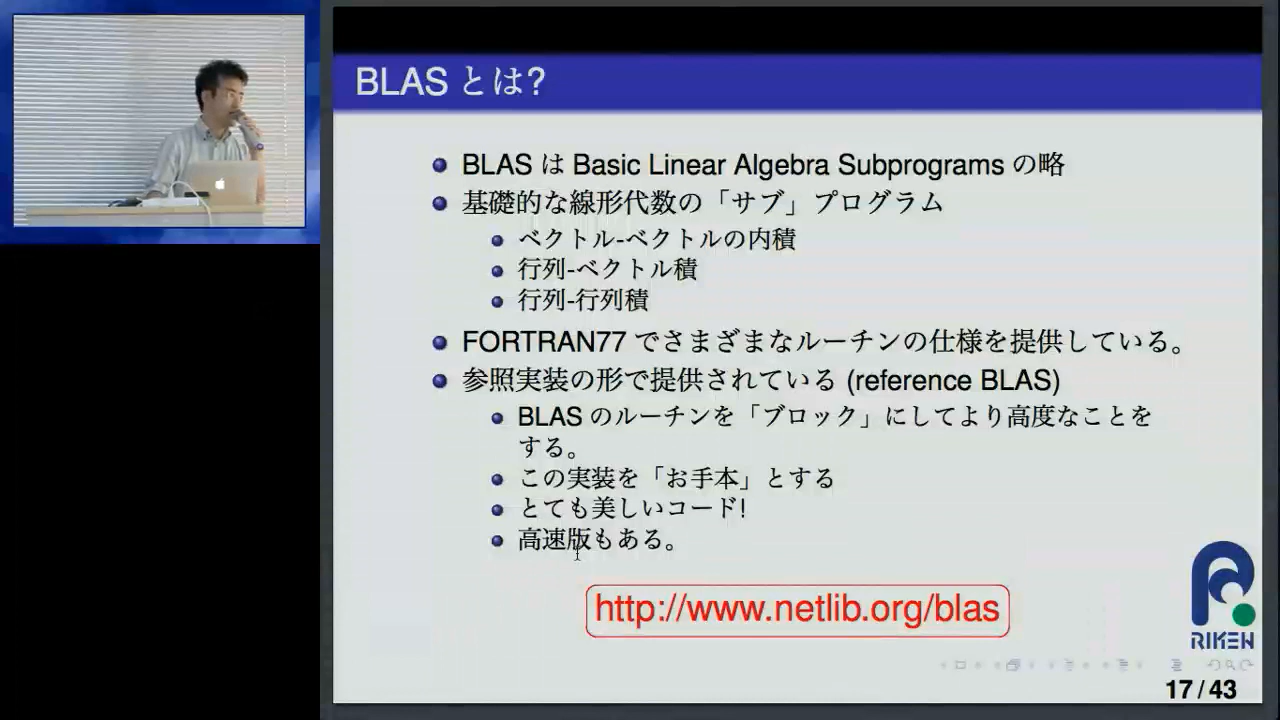 BLAS とは?
BLAS は Basic Linear Algebra Subprograms の略
基礎的な線形代数の「サブ」プログラム
ベクトル-ベクトルの内積
行列-ベクトル積
行列-行列積
FORTRAN77 でさまざまなルーチンの仕様を提供している。
参照実装の形で提供されている (reference BLAS)
BLAS のルーチンを「ブロック」にしてより高度なことを
する。
この実装を「お手本」とする
とても美しいコード!
高速版もある。
http://www.netlib.org/blas
RIKEN
17 / 43